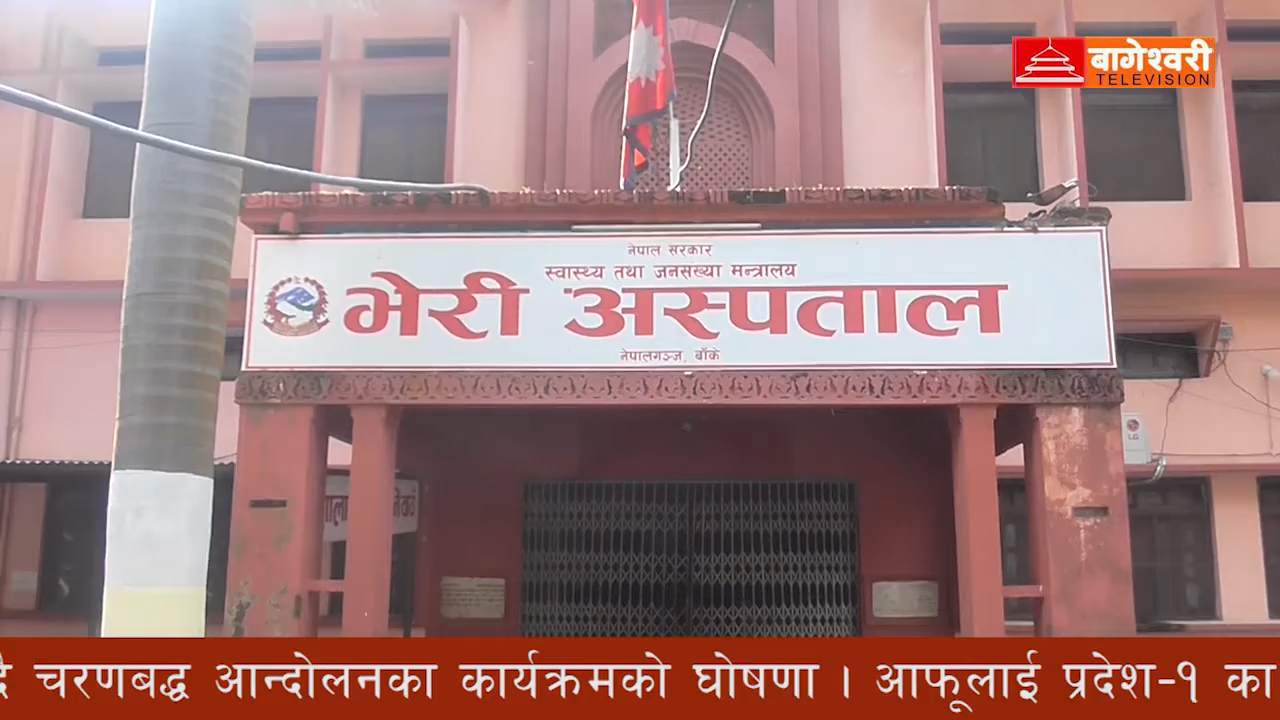 बागेश्वरी
TELEVISION
नेपाल सरकार
स्वास्थ्य तथा जनसंख्या मन्त्रालय
भेरी अस्पताल
नेपालगञ्ज, बाँके
LG
चरणबद्ध आन्दोलनका कार्यक्रमको घोषणा । आफूलाई प्रदेश-१ का